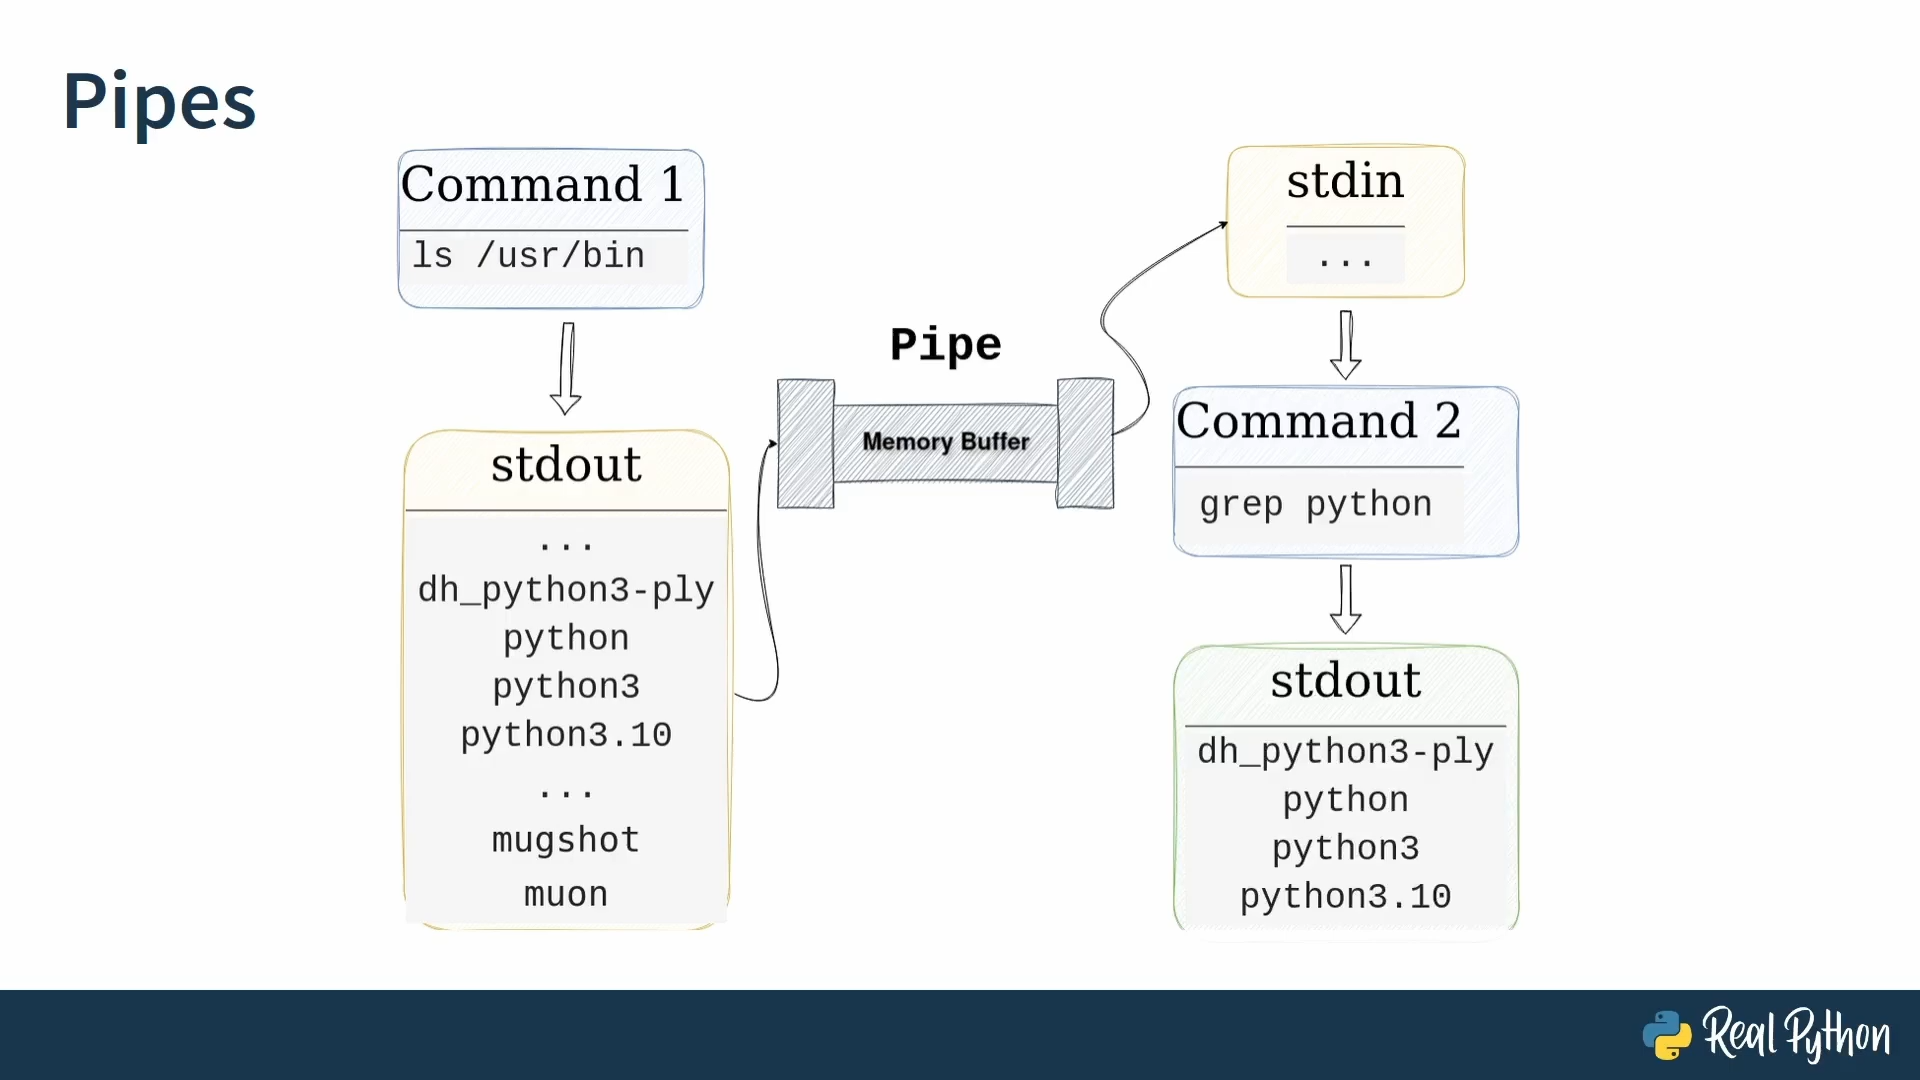 Pipes
Command 1
ls /usr/bin
stdout
...
dh_python3-ply
python
python3
python3.10
...
mugshot
muon
Pipe
Memory Buffer
stdin
...
Command 2
grep python
stdout
dh_python3-ply
python
python3
python3.10
Real Python